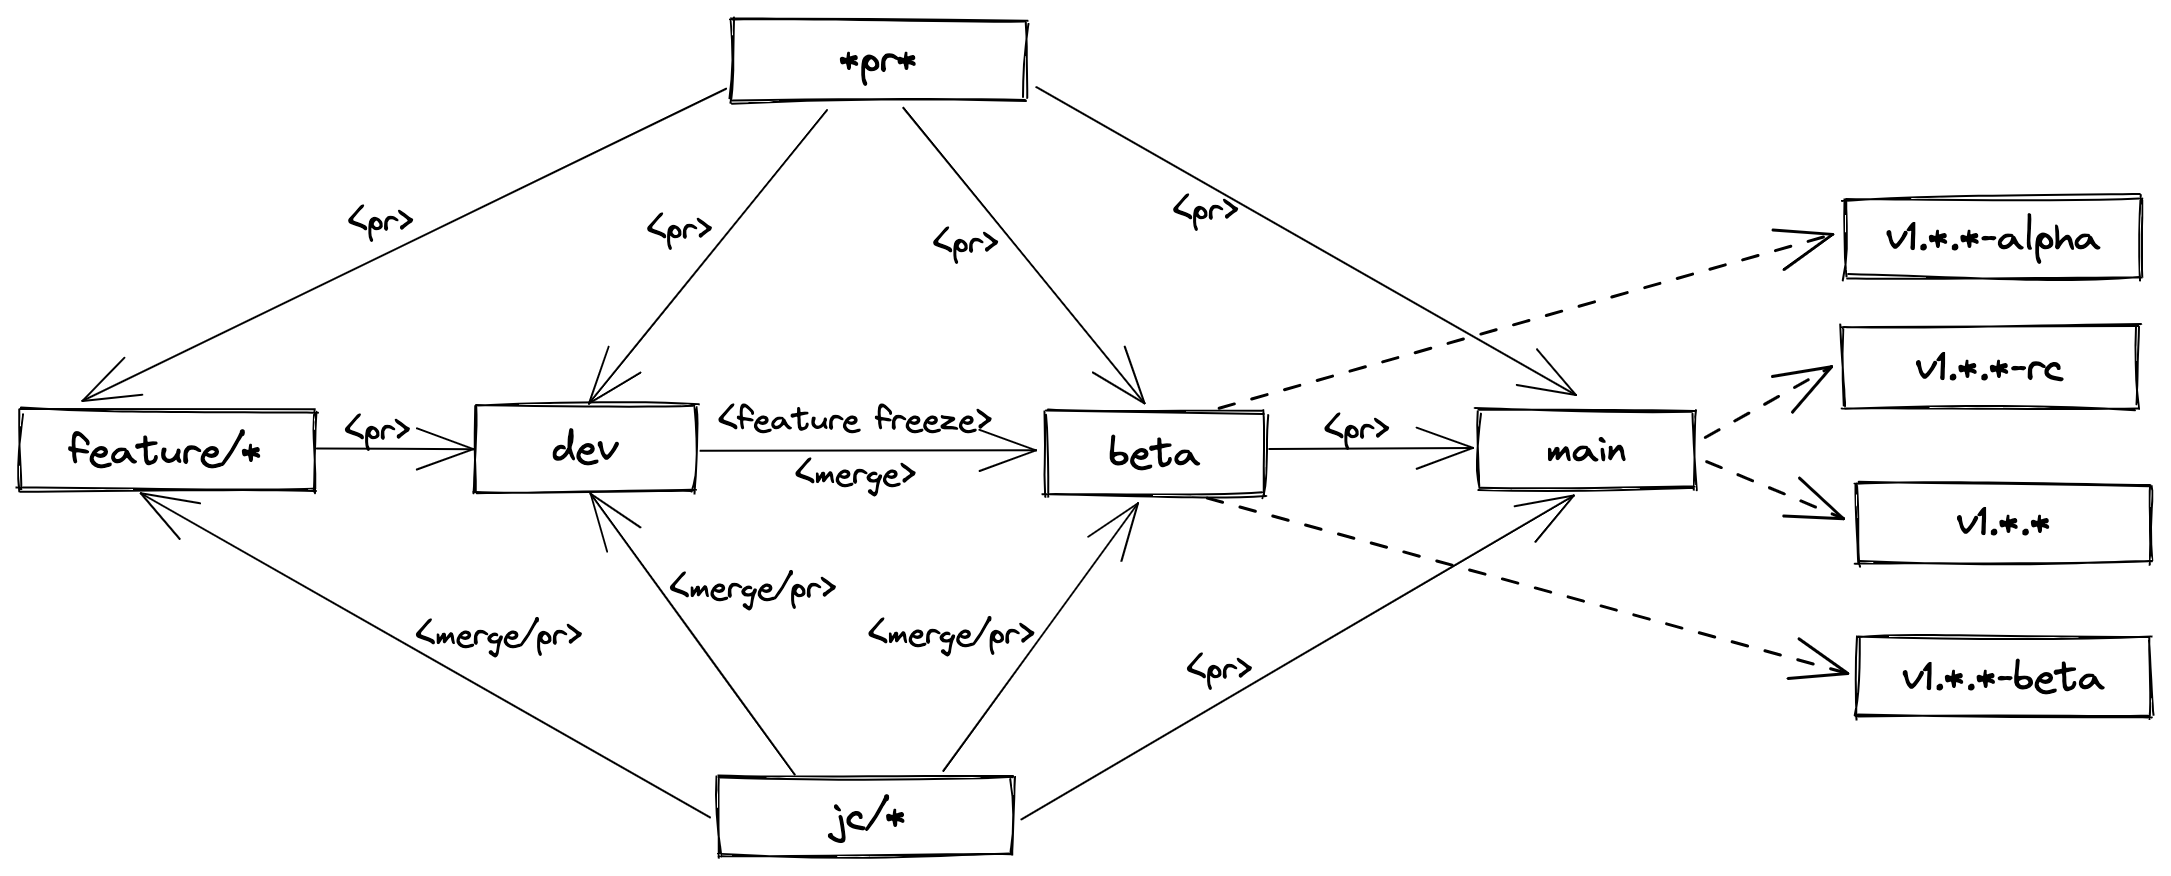 *pr*
<pr>
<pr>
<pr>
<pr>
v1.*.*-alpha
v1.*.*-rc
feature/*
<pr>
dev
<feature freeze>
<merge>
beta
<pr>
main
v1.*.*
<merge/pr>
<merge/pr>
<merge/pr>
<pr>
v1.*.*-beta
jc/*